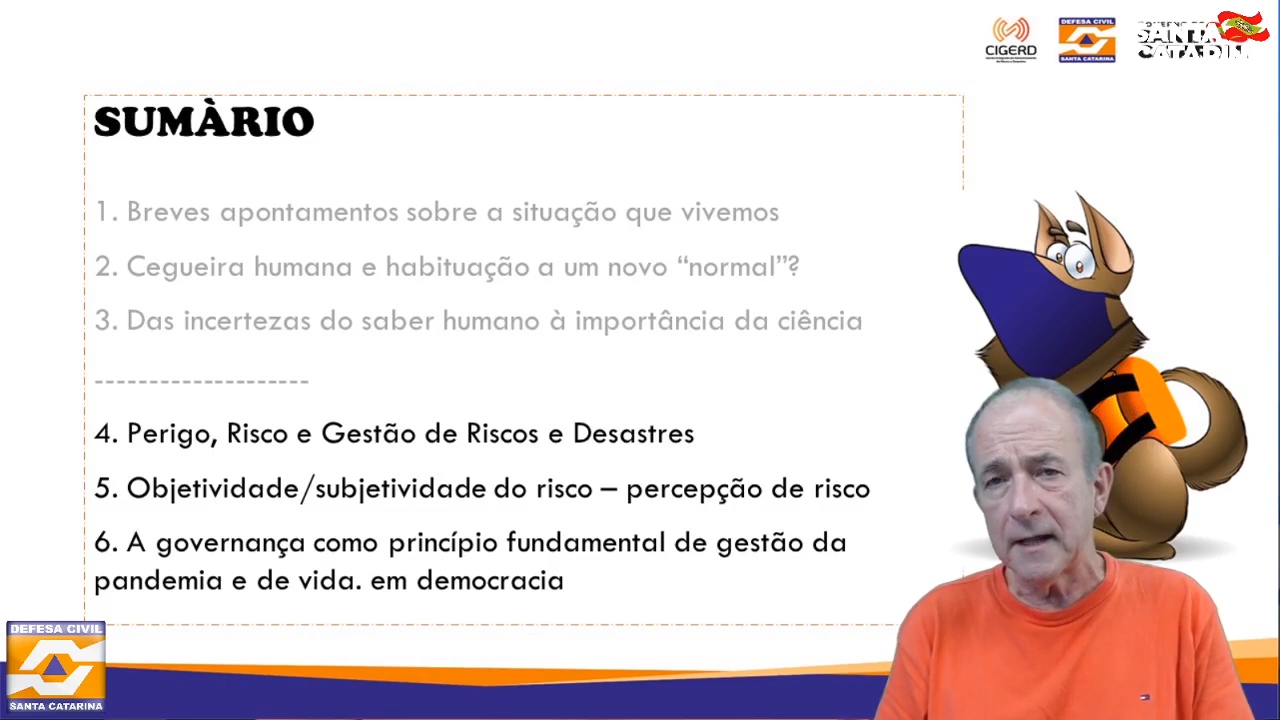 CIGERD
DEFESA CIVIL
SANTA CATARINA
SANTA
SUMÀRIO
1. Breves apontamentos sobre a situação que vivemos
2. Cegueira humana e habituação a um novo “normal”?
3. Das incertezas do saber humano à importância da ciência
--------------------
4. Perigo, Risco e Gestão de Riscos e Desastres
5. Objetividade/subjetividade do risco – percepção de risco
6. A governança como princípio fundamental de gestão da
pandemia e de vida. em democracia
DEFESA CIVIL
SANTA CATARINA